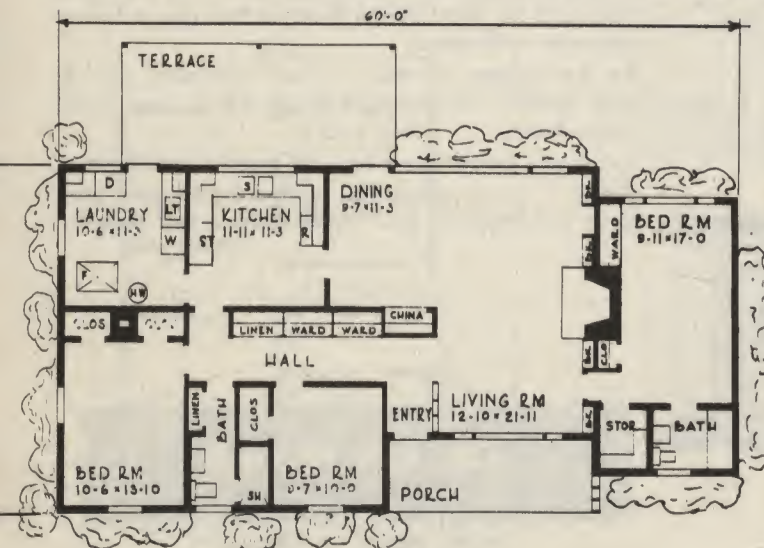 60'-0"
TERRACE
D
LAUNDRY
10-6 × 11-3
LT
W
F
HW
S
KITCHEN
11-11 × 11-3
ST
R
DINING
9-7 × 11-3
WARD
BED RM
9-11 × 17-0
CLOS
CLOS
LINEN
WARD
WARD
CHINA
HALL
CLO
LINEN
BATH
CLOS
SH
BED RM
10-6 × 13-10
BED RM
ENTRY
LIVING RM
12-10 × 21-11
PORCH
STOR
BATH